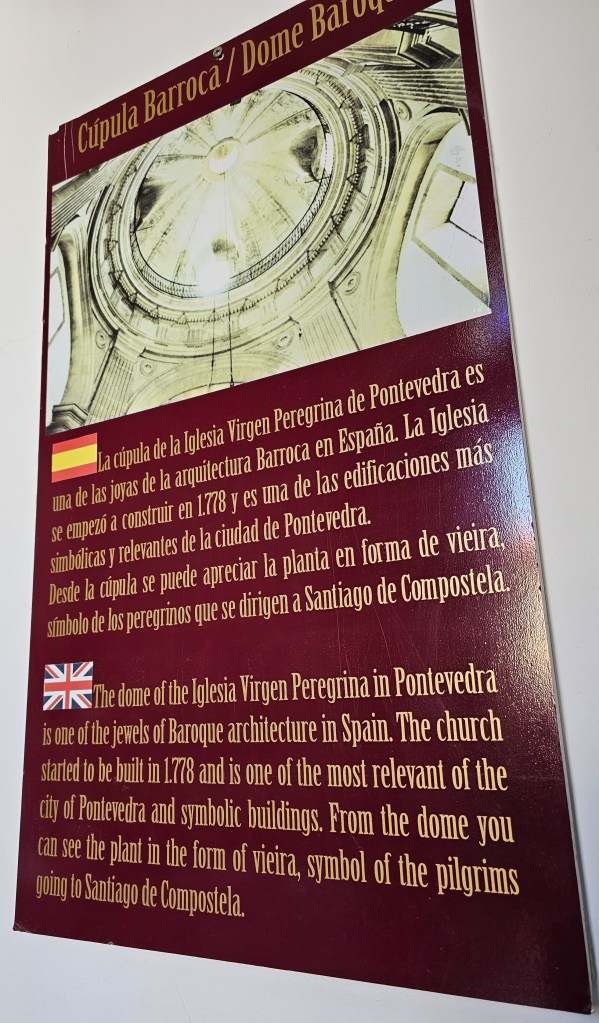 Cúpula Barroca / Dome Baroque
La cúpula de la Iglesia Virgen Peregrina de Pontevedra es
una de las joyas de la arquitectura Barroca en España. La Iglesia
se empezó a construir en 1.778 y es una de las edificaciones más
simbólicas y relevantes de la ciudad de Pontevedra.
Desde la cúpula se puede apreciar la planta en forma de vieira,
símbolo de los peregrinos que se dirigen a Santiago de Compostela.
The dome of the Iglesia Virgen Peregrina in Pontevedra
is one of the jewels of Baroque architecture in Spain. The church
started to be built in 1.778 and is one of the most relevant of the
city of Pontevedra and symbolic buildings. From the dome you
can see the plant in the form of vieira, symbol of the pilgrims
going to Santiago de Compostela.